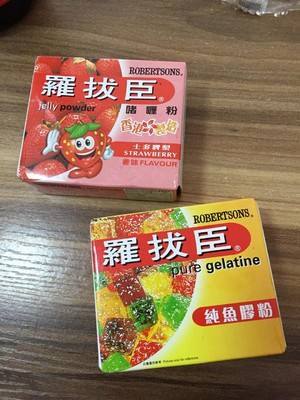 ROBERTSONS®
羅拔臣®
jelly powder
啫喱粉
士多啤梨
STRAWBERRY
香味 FLAVOUR
ROBERTSONS®
羅拔臣®
pure gelatine
純魚膠粉